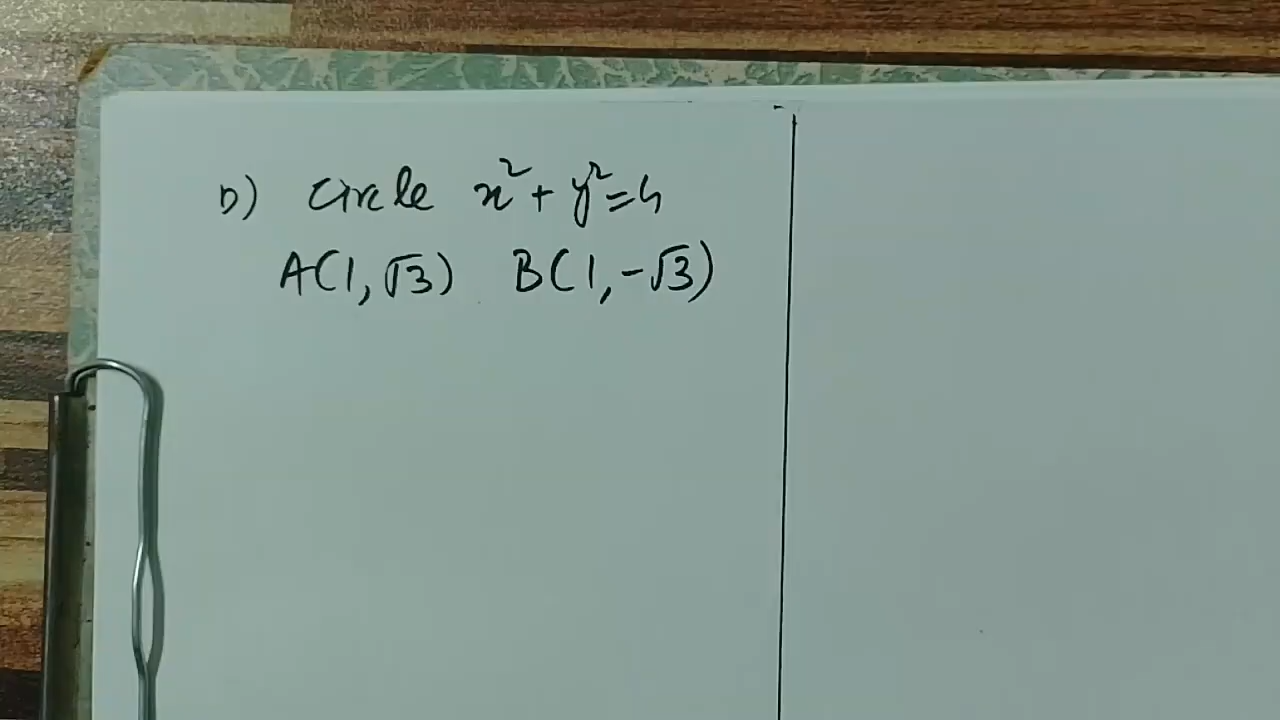 D) Circle x²+y²=4
A(1,√3) B(1,-√3)